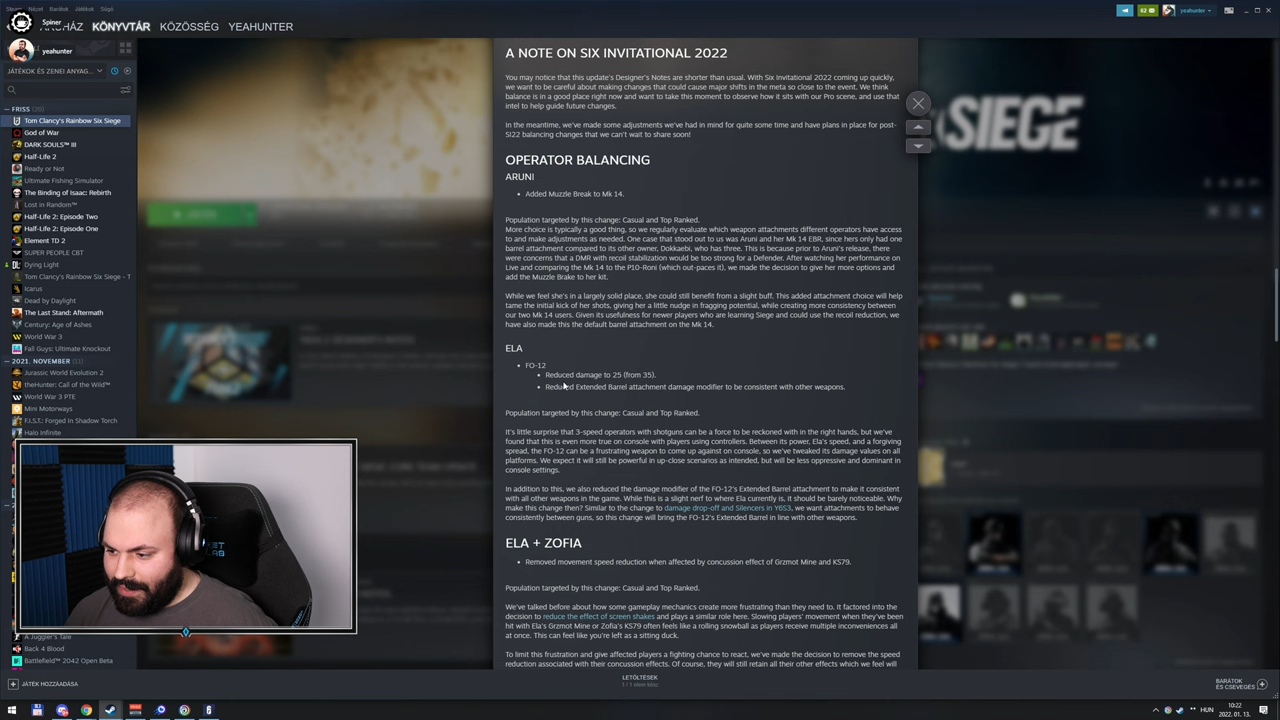 Steam Nézet Barátok Játékok Súgó
Spiner
KÖNYVTÁR KÖZÖSSÉG YEAHUNTER
62
yeahunter
yeahunter
JÁTÉKOK ÉS ZENEI ANYAG...
FRISS (20)
Tom Clancy's Rainbow Six Siege
God of War
DARK SOULS™ III
Half-Life 2
Ready or Not
Ultimate Fishing Simulator
The Binding of Isaac: Rebirth
Lost in Random™
Half-Life 2: Episode Two
Half-Life 2: Episode One
Element TD 2
SUPER PEOPLE CBT
Dying Light
Tom Clancy's Rainbow Six Siege - T
Icarus
Dead by Daylight
The Last Stand: Aftermath
Century: Age of Ashes
World War 3
Fall Guys: Ultimate Knockout
2021. NOVEMBER (11)
Jurassic World Evolution 2
theHunter: Call of the Wild™
World War 3 PTE
Mini Motorways
F.I.S.T.: Forged In Shadow Torch
Halo Infinite
A Juggler's Tale
Back 4 Blood
Battlefield™ 2042 Open Beta
A NOTE ON SIX INVITATIONAL 2022
You may notice that this update's Designer's Notes are shorter than usual. With Six Invitational 2022 coming up quickly,
we want to be careful about making changes that could cause major shifts in the meta so close to the event. We think
balance is in a good place right now and want to take this moment to observe how it sits with our Pro scene, and use that
intel to help guide future changes.
In the meantime, we've made some adjustments we've had in mind for quite some time and have plans in place for post-
SI22 balancing changes that we can't wait to share soon!
OPERATOR BALANCING
ARUNI
Added Muzzle Break to Mk 14.
Population targeted by this change: Casual and Top Ranked.
More choice is typically a good thing, so we regularly evaluate which weapon attachments different operators have access
to and make adjustments as needed. One case that stood out to us was Aruni and her Mk 14 EBR, since hers only had one
barrel attachment compared to its other owner, Dokkaebi, who has three. This is because prior to Aruni's release, there
were concerns that a DMR with recoil stabilization would be too strong for a Defender. After watching her performance on
Live and comparing the Mk 14 to the P10-Roni (which out-paces it), we made the decision to give her more options and
add the Muzzle Brake to her kit.
While we feel she's in a largely solid place, she could still benefit from a slight buff. This added attachment choice will help
tame the initial kick of her shots, giving her a little nudge in fragging potential, while creating more consistency between
our two Mk 14 users. Given its usefulness for newer players who are learning Siege and could use the recoil reduction, we
have also made this the default barrel attachment on the Mk 14.
ELA
FO-12
Reduced damage to 25 (from 35).
Reduced Extended Barrel attachment damage modifier to be consistent with other weapons.
Population targeted by this change: Casual and Top Ranked.
It's little surprise that 3-speed operators with shotguns can be a force to be reckoned with in the right hands, but we've
found that this is even more true on console with players using controllers. Between its power, Ela's speed, and a forgiving
spread, the FO-12 can be a frustrating weapon to come up against on console, so we've tweaked its damage values on all
platforms. We expect it will still be powerful in up-close scenarios as intended, but will be less oppressive and dominant in
console settings.
In addition to this, we also reduced the damage modifier of the FO-12's Extended Barrel attachment to make it consistent
with all other weapons in the game. While this is a slight nerf to where Ela currently is, it should be barely noticeable. Why
make this change then? Similar to the change to damage drop-off and Silencers in Y6S3, we want attachments to behave
consistently between guns, so this change will bring the FO-12's Extended Barrel in line with other weapons.
ELA + ZOFIA
Removed movement speed reduction when affected by concussion effect of Grzmot Mine and KS79.
Population targeted by this change: Casual and Top Ranked.
We've talked before about how some gameplay mechanics create more frustrating than they need to. It factored into the
decision to reduce the effect of screen shakes and plays a similar role here. Slowing players' movement when they've been
hit with Ela's Grzmot Mine or Zofia's KS79 often feels like a rolling snowball as players receive multiple inconveniences all
at once. This can feel like you're left as a sitting duck.
To limit this frustration and give affected players a fighting chance to react, we've made the decision to remove the speed
reduction associated with their concussion effects. Of course, they will still retain all their other effects which we feel will
SIEGE
JÁTÉK HOZZÁADÁSA
LETÖLTÉSEK
1 / 1 elem kész
BARÁTOK
ÉS CSEVEGÉS
HUN
10:22
2022. 01. 13.